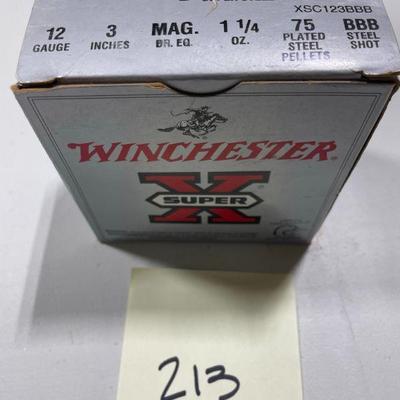 XSC123BBB
12 3 MAG. 1 1/4 75 BBB
GAUGE INCHES DR. EQ. OZ. PLATED STEEL
STEEL SHOT
PELLETS
WINCHESTER
X
SUPER
®
213